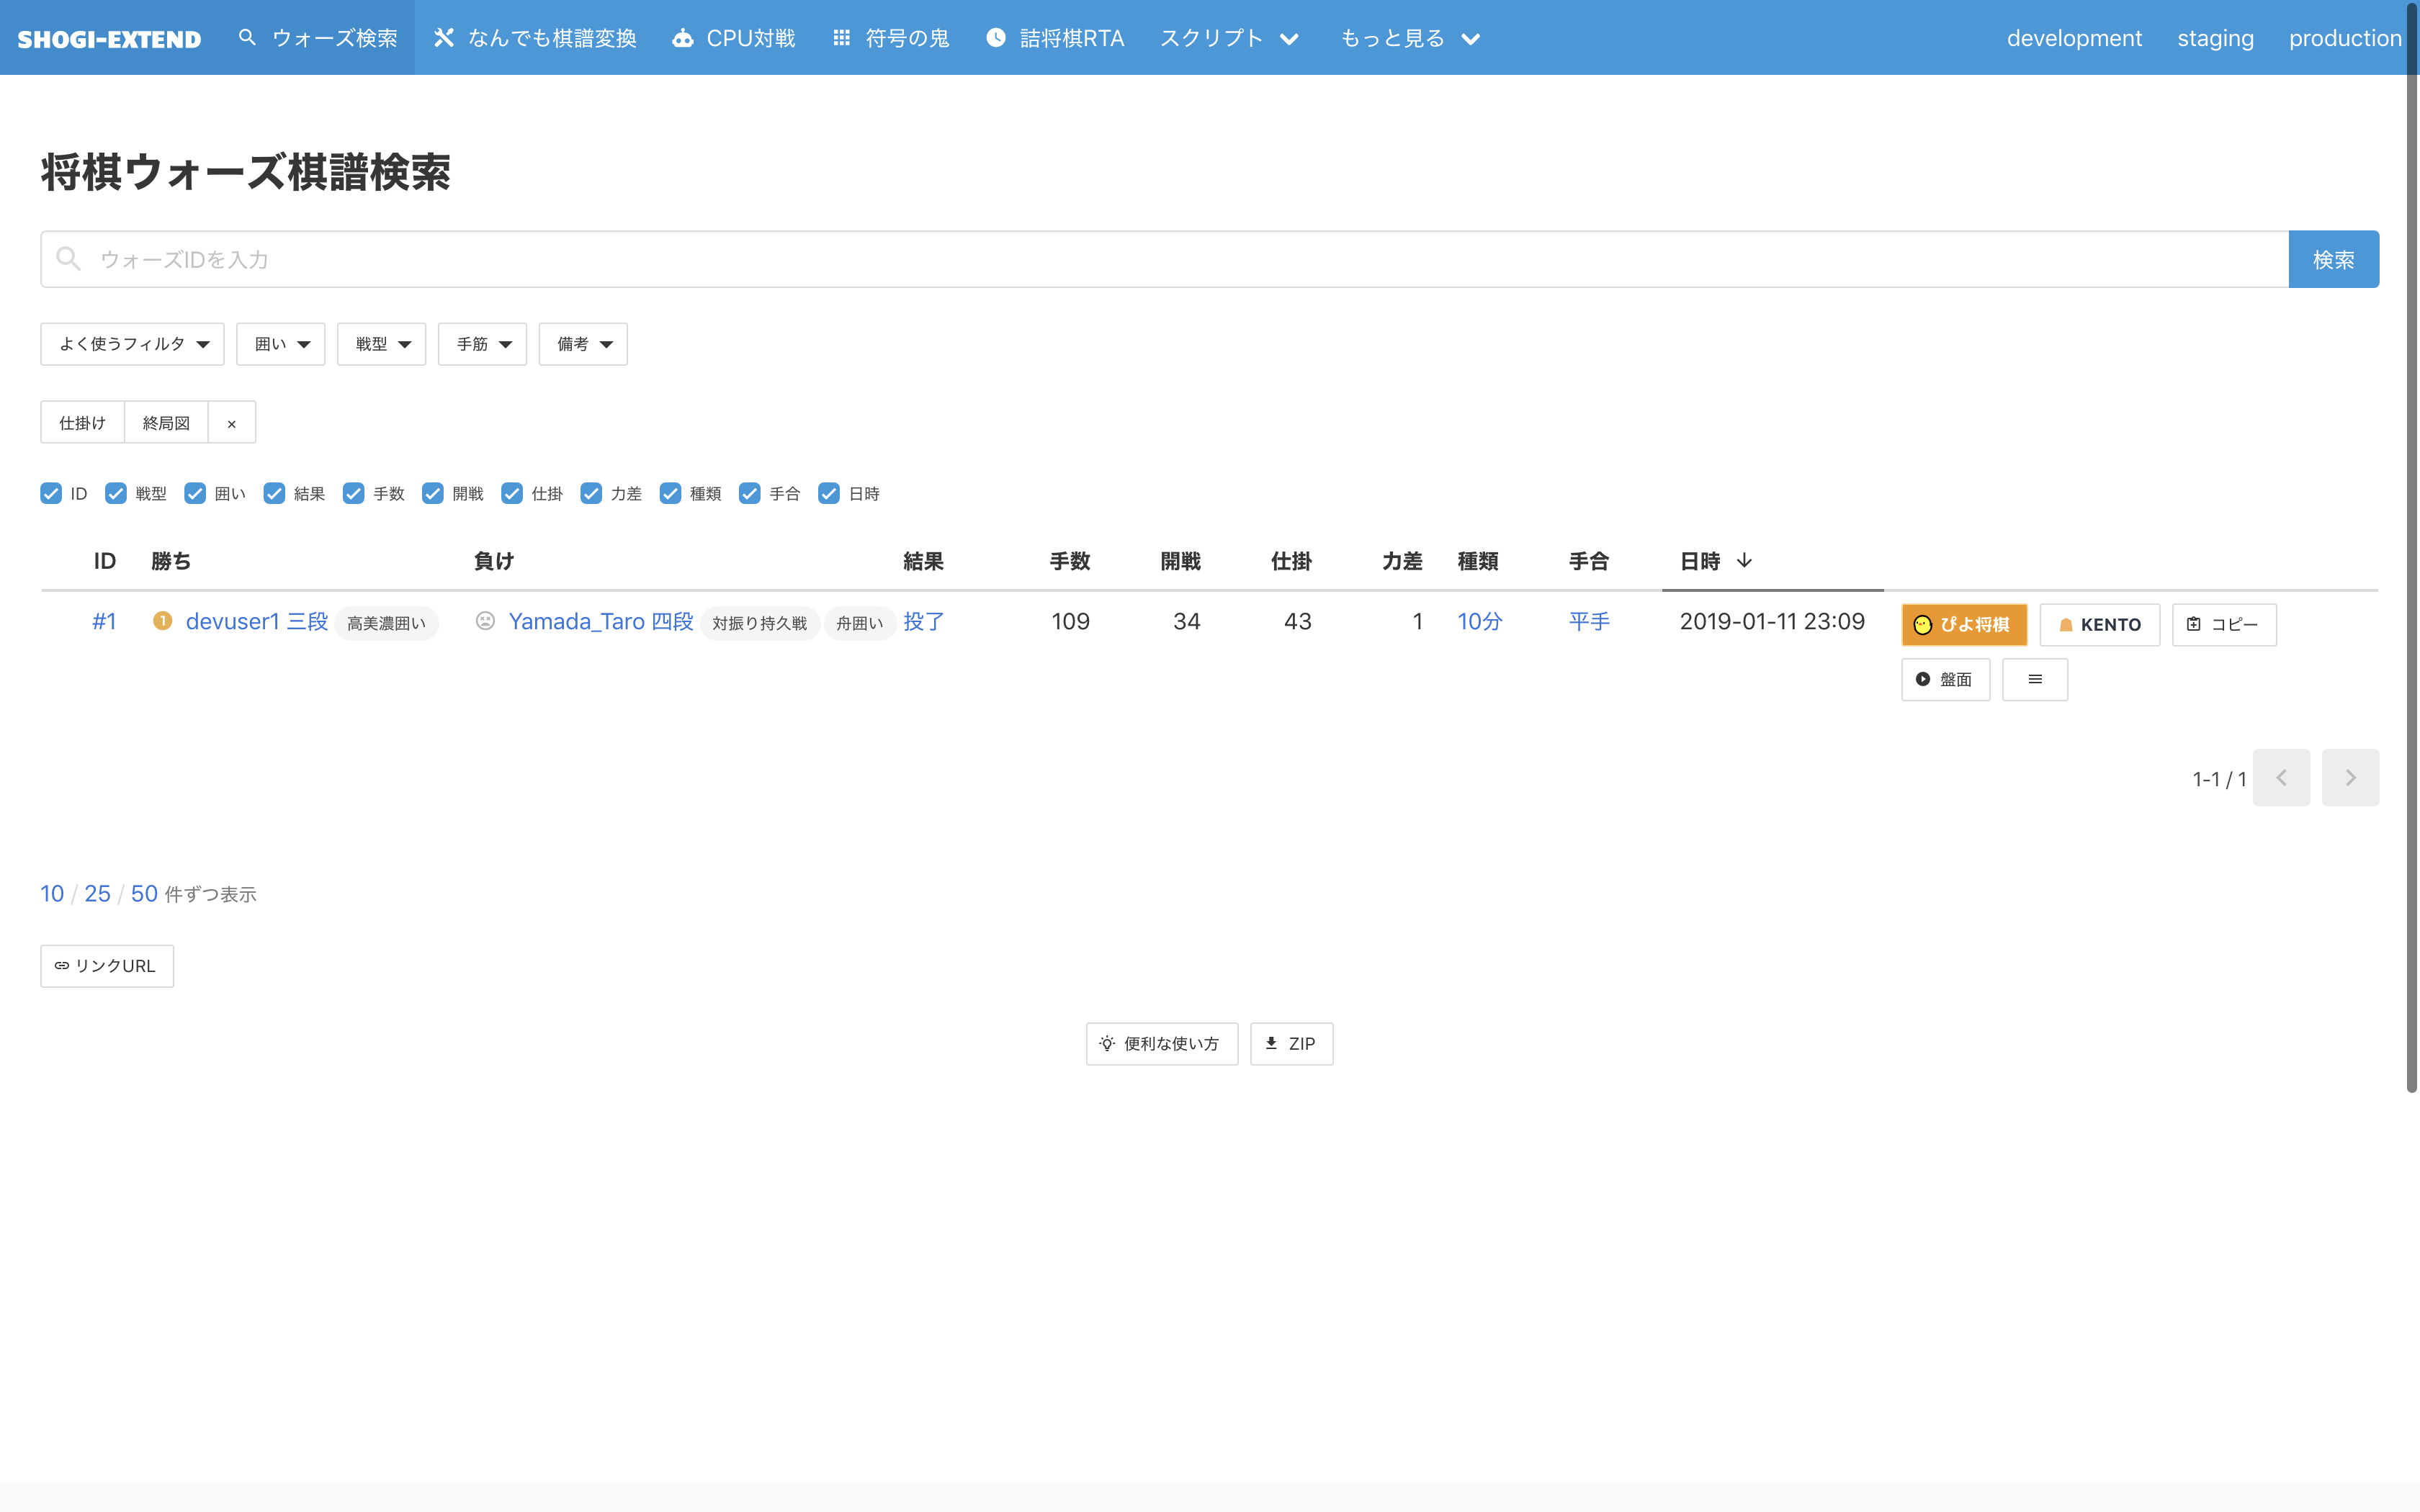 SHOGI-EXTEND ウォーズ検索 なんでも棋譜変換 CPU対戦 符号の鬼 詰将棋RTA スクリプト もっと見る development staging production
将棋ウォーズ棋譜検索
ウォーズIDを入力 検索
よく使うフィルタ 囲い 戦型 手筋 備考
仕掛け 終局図 ×
ID 戦型 囲い 結果 手数 開戦 仕掛 力差 種類 手合 日時
ID 勝ち 負け 結果 手数 開戦 仕掛 力差 種類 手合 日時
#1 1 devuser1 三段 高美濃囲い Yamada_Taro 四段 対振り持久戦 舟囲い 投了 109 34 43 1 10分 平手 2019-01-11 23:09 ぴよ将棋 KENTO コピー
盤面
1-1 / 1
10 / 25 / 50 件ずつ表示
リンクURL
便利な使い方 ZIP